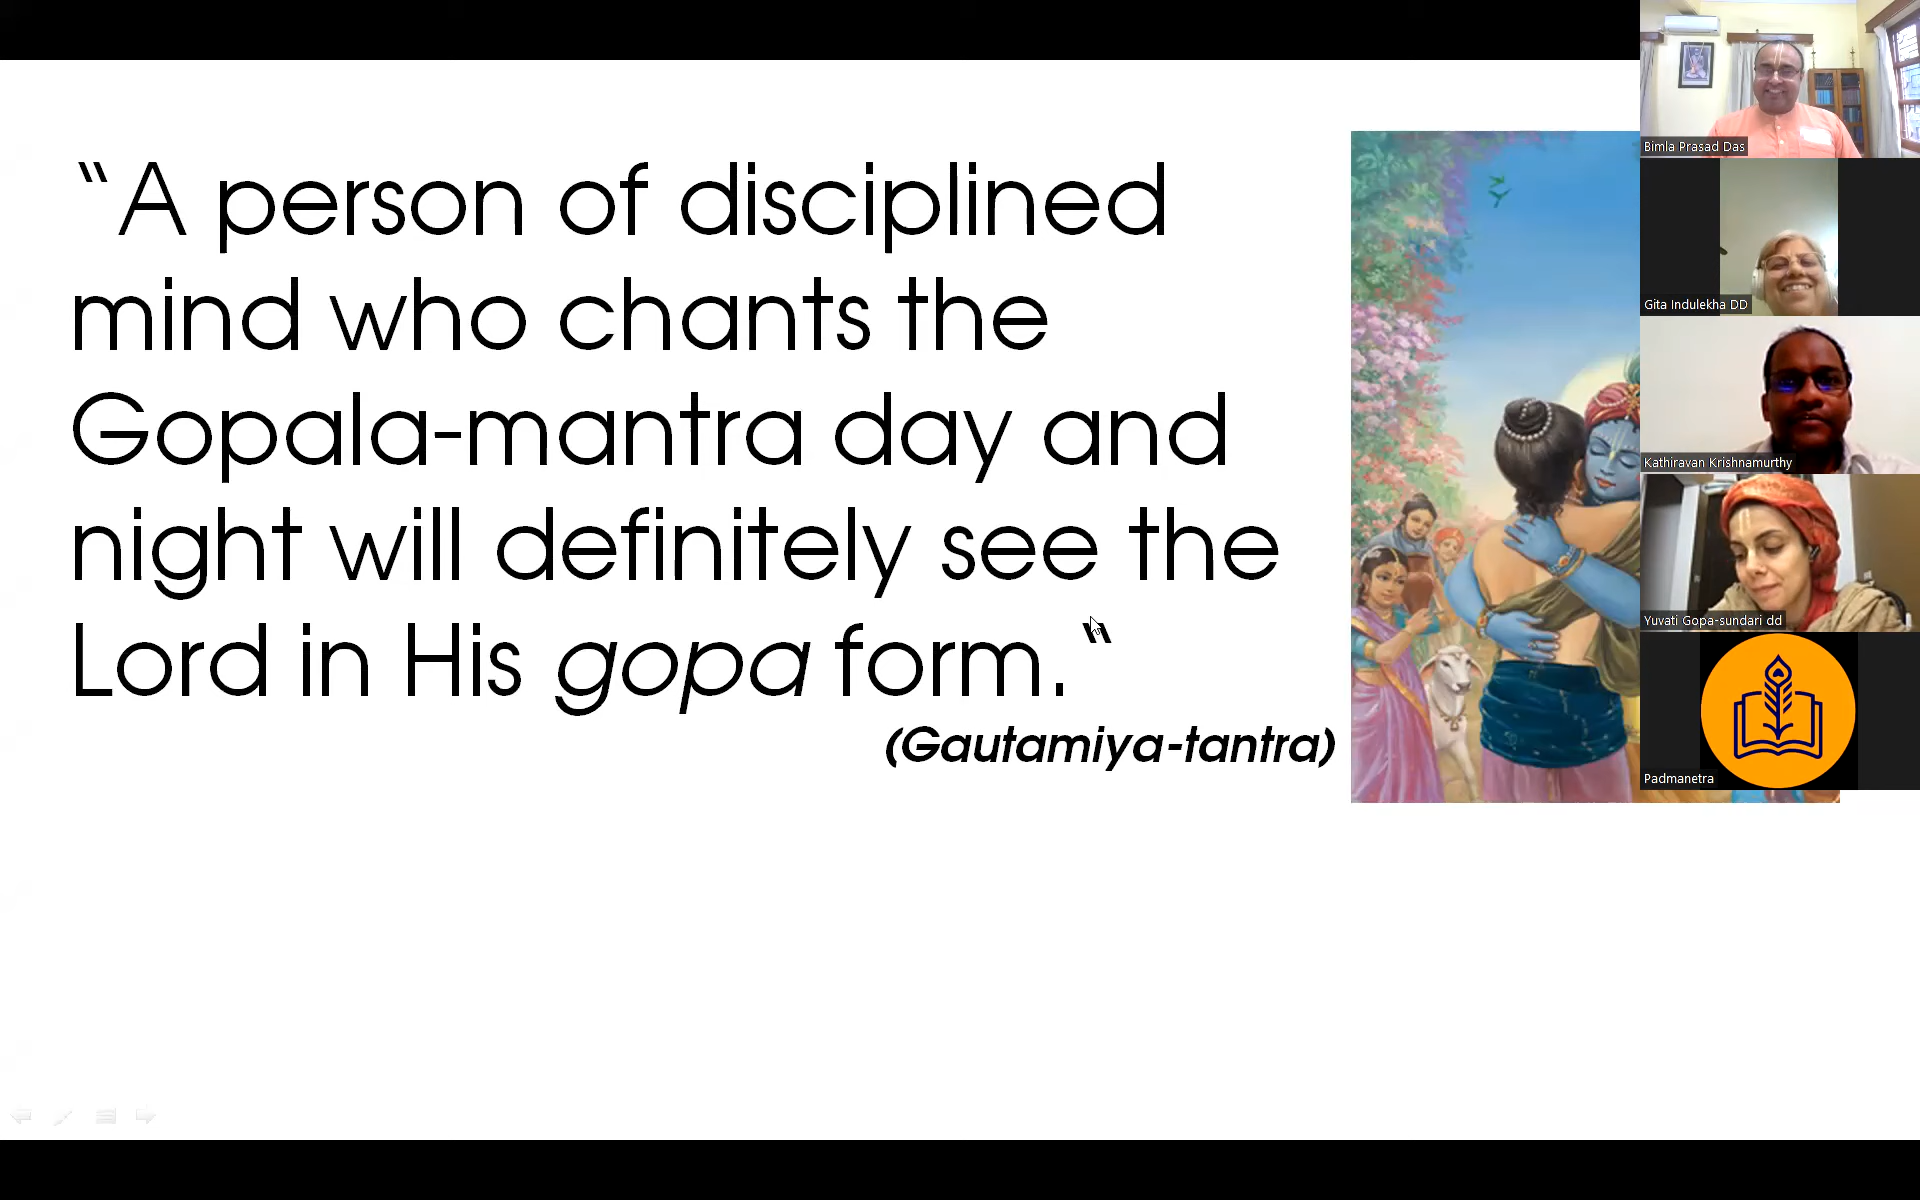 “A person of disciplined
mind who chants the
Gopala-mantra day and
night will definitely see the
Lord in His gopa form.“
(Gautamiya-tantra)
Bimla Prasad Das
Gita Indulekha DD
Kathiravan Krishnamurthy
Yuvati Gopa-sundari dd
Padmanetra